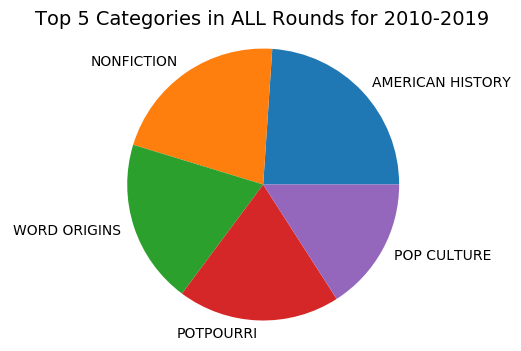 Top 5 Categories in ALL Rounds for 2010-2019
NONFICTION
AMERICAN HISTORY
WORD ORIGINS
POP CULTURE
POTPOURRI